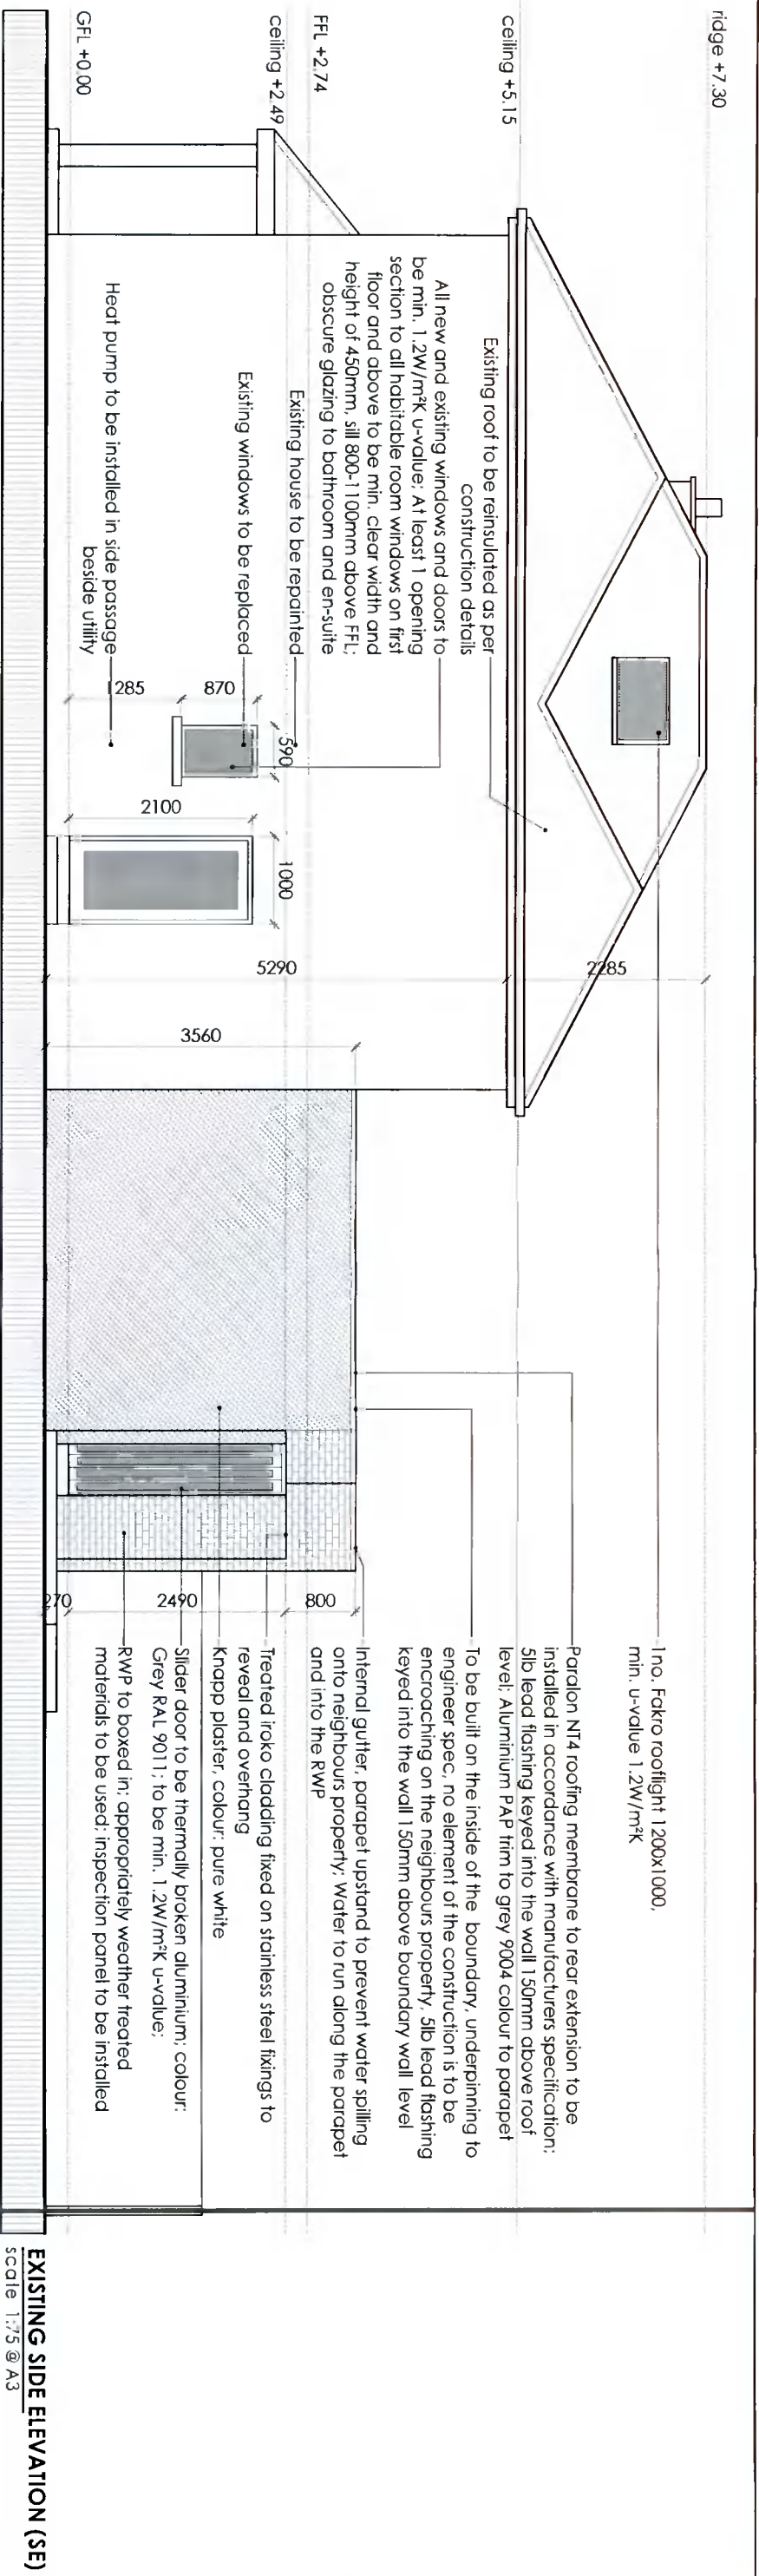 ridge +7.30
ceiling +5.15
FFL +2.74
ceiling +2.49
GFL +0.00
Existing roof to be reinsulated as per
construction details
All new and existing windows and doors to
be min. 1.2W/m²K u-value; At least 1 opening
section to all habitable room windows on first
floor and above to be min. clear width and
height of 450mm, sill 800-1100mm above FFL;
obscure glazing to bathroom and en-suite
Existing house to be repainted
Existing windows to be replaced
Heat pump to be installed in side passage
beside utility
285
870
590
2100
1000
5290
2285
3560
270
2490
800
1no. Fakro rooflight 1200x1000,
min. u-value 1.2W/m²K
Paralon NT4 roofing membrane to rear extension to be
installed in accordance with manufacturers specification;
5lb lead flashing keyed into the wall 150mm above roof
level; Aluminium PAP trim to grey 9004 colour to parapet
To be built on the inside of the boundary, underpinning to
engineer spec, no element of the construction is to be
encroaching on the neighbours property, 5lb lead flashing
keyed into the wall 150mm above boundary wall level
Internal gutter, parapet upstand to prevent water spilling
onto neighbours property; Water to run along the parapet
and into the RWP
Treated iroko cladding fixed on stainless steel fixings to
reveal and overhang
Knapp plaster, colour: pure white
Slider door to be thermally broken aluminium; colour:
Grey RAL 9011; to be min. 1.2W/m²K u-value;
RWP to boxed in; appropriately weather treated
materials to be used; inspection panel to be installed
EXISTING SIDE ELEVATION (SE)
scale 1:75 @ A3